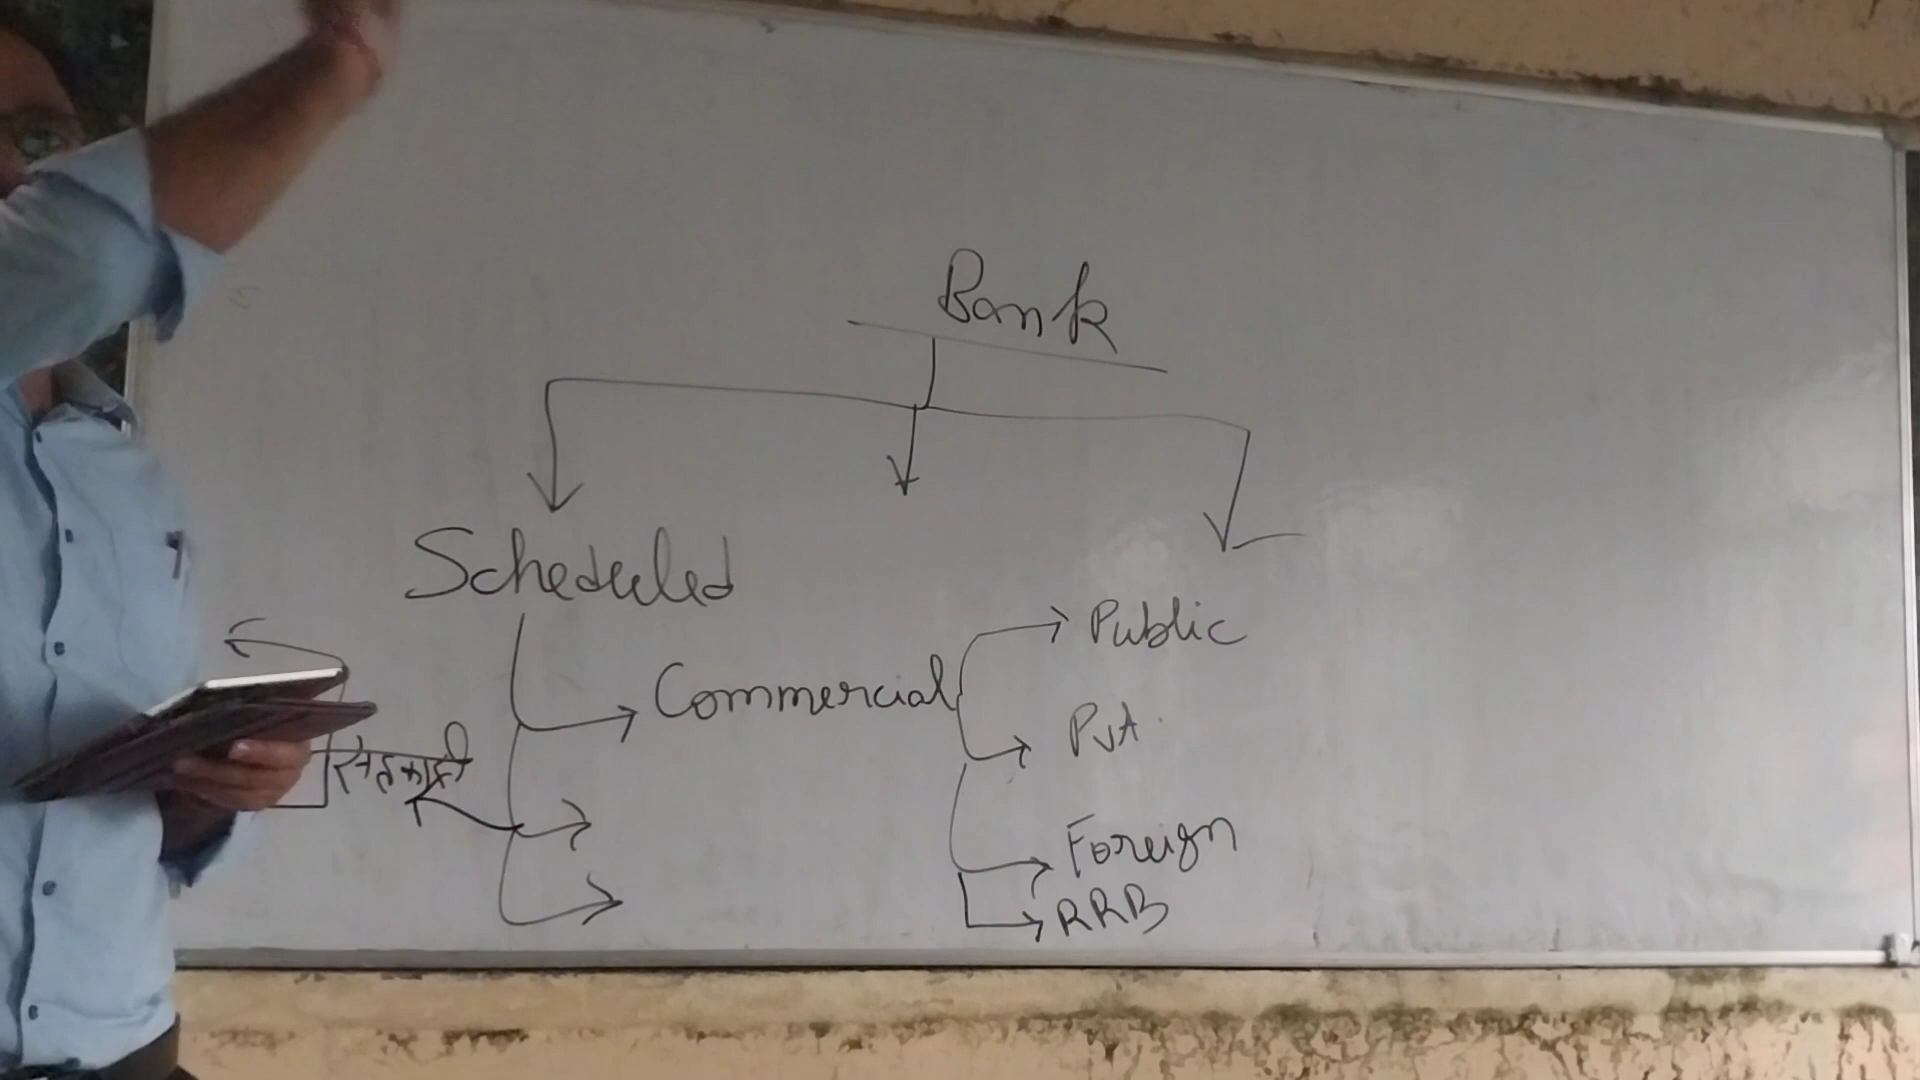 Bank
Scheduled
Commercial
Public
Pvt.
सहकारी
Foreign
RRB